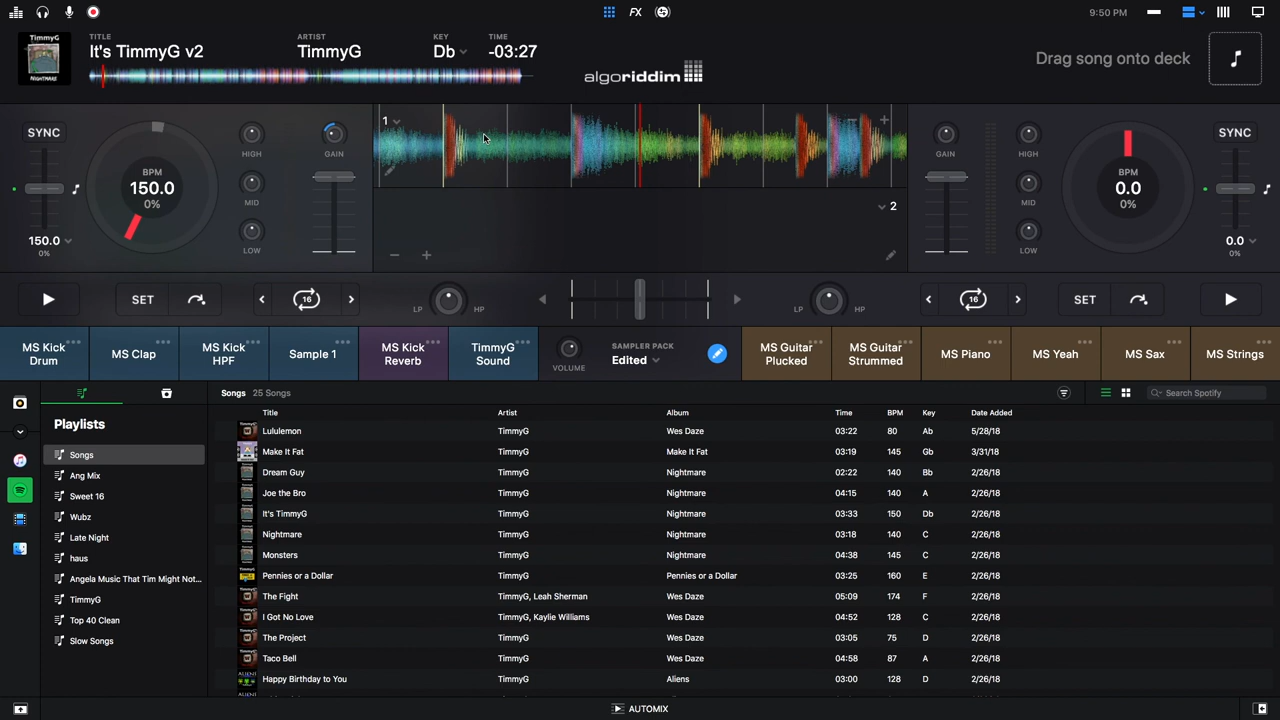 FX
9:50 PM
TimmyG
NIGHTMARE
TITLE ARTIST KEY TIME
It's TimmyG v2 TimmyG Db -03:27
algoriddim
Drag song onto deck
SYNC HIGH GAIN 1 GAIN HIGH SYNC
BPM BPM
150.0 MID MID 0.0
0% 0%
2
150.0 LOW LOW 0.0
0% 0%
SET 16 LP HP LP HP 16 SET
MS Kick Drum
MS Clap
MS Kick HPF
Sample 1
MS Kick Reverb
TimmyG Sound
VOLUME
SAMPLER PACK
Edited
MS Guitar Plucked
MS Guitar Strummed
MS Piano
MS Yeah
MS Sax
MS Strings
Songs 25 Songs
Search Spotify
Playlists
Songs
Ang Mix
Sweet 16
Wubz
Late Night
haus
Angela Music That Tim Might Not...
TimmyG
Top 40 Clean
Slow Songs
Title Artist Album Time BPM Key Date Added
Lululemon TimmyG Wes Daze 03:22 80 Ab 5/28/18
Make It Fat TimmyG Make It Fat 03:19 145 Gb 3/31/18
Dream Guy TimmyG Nightmare 02:22 140 Bb 2/26/18
Joe the Bro TimmyG Nightmare 04:15 140 A 2/26/18
It's TimmyG TimmyG Nightmare 03:33 150 Db 2/26/18
Nightmare TimmyG Nightmare 03:18 140 C 2/26/18
Monsters TimmyG Nightmare 04:38 145 C 2/26/18
Pennies or a Dollar TimmyG Pennies or a Dollar 03:25 160 E 2/26/18
The Fight TimmyG, Leah Sherman Wes Daze 05:09 174 F 2/26/18
I Got No Love TimmyG, Kaylie Williams Wes Daze 04:52 128 C 2/26/18
The Project TimmyG Wes Daze 03:05 75 D 2/26/18
Taco Bell TimmyG Wes Daze 04:58 87 A 2/26/18
Happy Birthday to You TimmyG Aliens 03:00 128 D 2/26/18
AUTOMIX